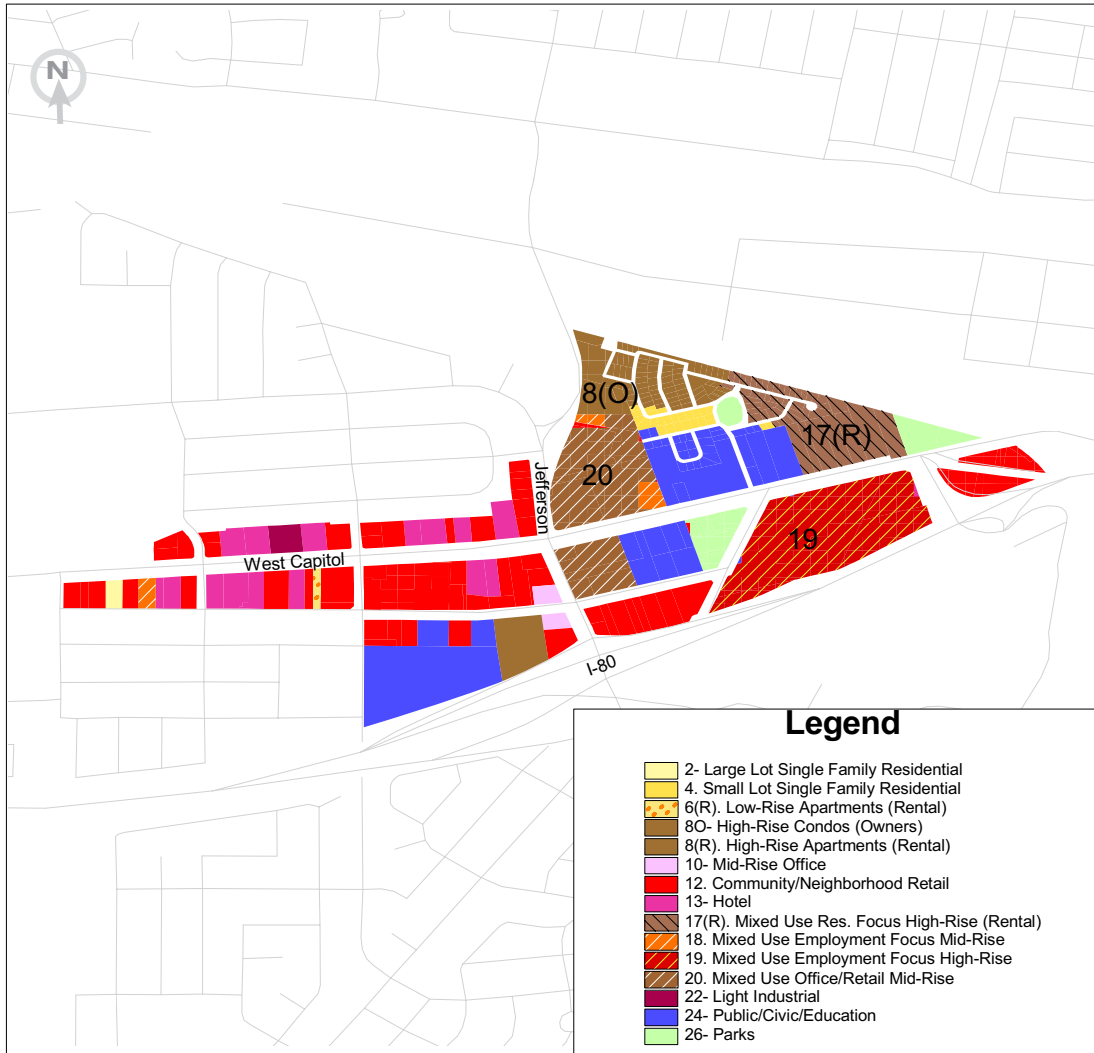 N
8(O)
17(R)
20
Jefferson
19
West Capitol
I-80
Legend
2- Large Lot Single Family Residential
4. Small Lot Single Family Residential
6(R). Low-Rise Apartments (Rental)
8O- High-Rise Condos (Owners)
8(R). High-Rise Apartments (Rental)
10- Mid-Rise Office
12. Community/Neighborhood Retail
13- Hotel
17(R). Mixed Use Res. Focus High-Rise (Rental)
18. Mixed Use Employment Focus Mid-Rise
19. Mixed Use Employment Focus High-Rise
20. Mixed Use Office/Retail Mid-Rise
22- Light Industrial
24- Public/Civic/Education
26- Parks